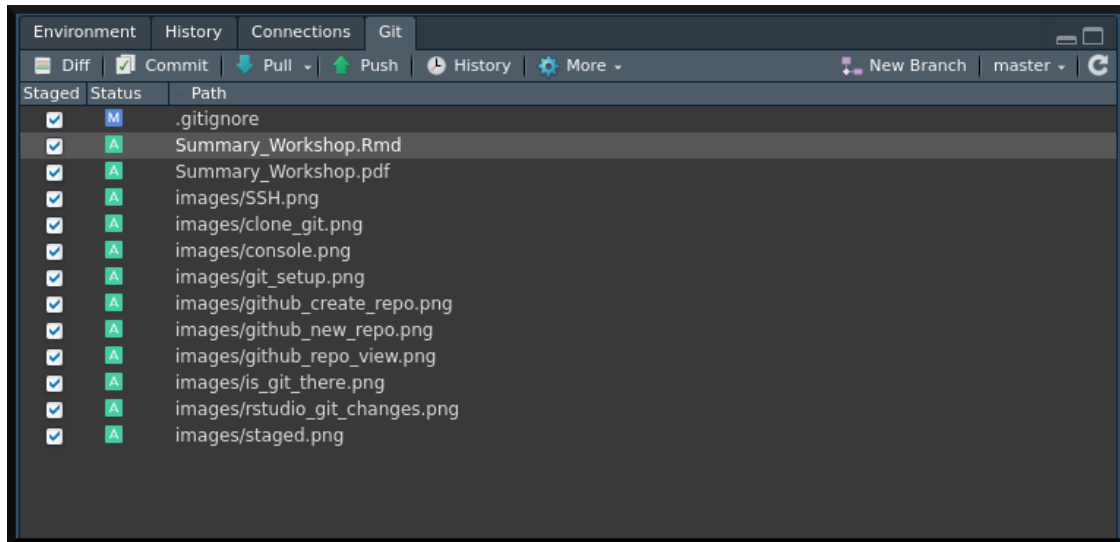 Environment History Connections Git
Diff Commit Pull Push History More New Branch master
Staged Status Path
M .gitignore
A Summary_Workshop.Rmd
A Summary_Workshop.pdf
A images/SSH.png
A images/clone_git.png
A images/console.png
A images/git_setup.png
A images/github_create_repo.png
A images/github_new_repo.png
A images/github_repo_view.png
A images/is_git_there.png
A images/rstudio_git_changes.png
A images/staged.png